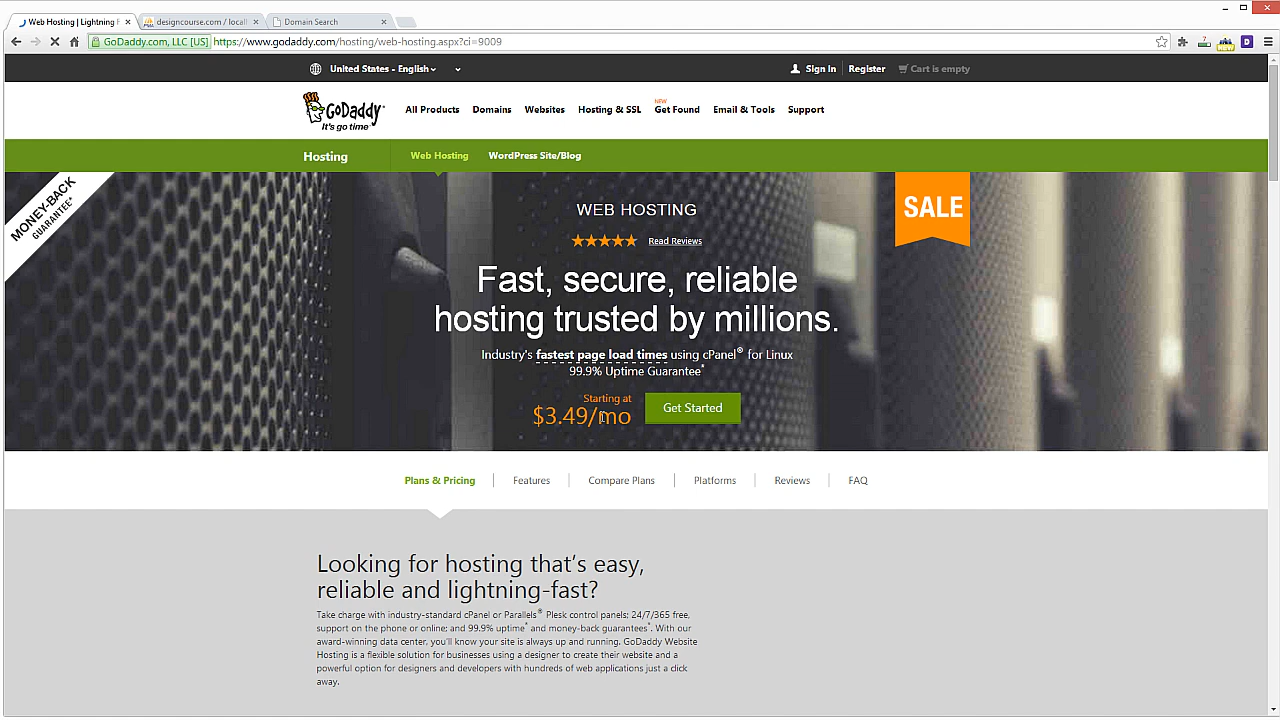 Web Hosting | Lightning F
designcourse.com / locall
Domain Search
GoDaddy.com, LLC [US]
https://www.godaddy.com/hosting/web-hosting.aspx?ci=9009
United States - English
Sign In
Register
Cart is empty
GoDaddy
It's go time
All Products
Domains
Websites
Hosting & SSL
NEW
Get Found
Email & Tools
Support
Hosting
Web Hosting
WordPress Site/Blog
MONEY-BACK
GUARANTEE*
SALE
WEB HOSTING
Read Reviews
Fast, secure, reliable
hosting trusted by millions.
Industry's fastest page load times using cPanel® for Linux
99.9% Uptime Guarantee*
Starting at
$3.49/mo
Get Started
Plans & Pricing
Features
Compare Plans
Platforms
Reviews
FAQ
Looking for hosting that's easy,
reliable and lightning-fast?
Take charge with industry-standard cPanel or Parallels® Plesk control panels; 24/7/365 free,
support on the phone or online; and 99.9% uptime* and money-back guarantees*. With our
award-winning data center, you'll know your site is always up and running. GoDaddy Website
Hosting is a flexible solution for businesses using a designer to create their website and a
powerful option for designers and developers with hundreds of web applications just a click
away.